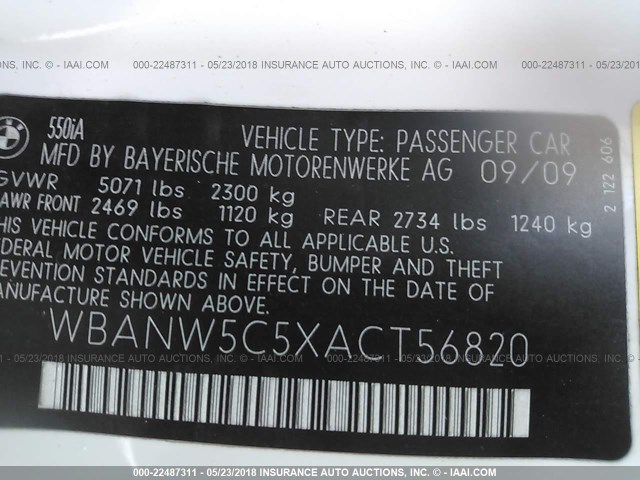 000-22487311 - 05/23/2018 INSURANCE AUTO AUCTIONS, INC. © - IAAI.COM
BMW
550iA
VEHICLE TYPE: PASSENGER CAR
MFD BY BAYERISCHE MOTORENWERKE AG 09/09
GVWR 5071 lbs 2300 kg
GAWR FRONT 2469 lbs 1120 kg REAR 2734 lbs 1240 kg
THIS VEHICLE CONFORMS TO ALL APPLICABLE U.S.
FEDERAL MOTOR VEHICLE SAFETY, BUMPER AND THEFT
PREVENTION STANDARDS IN EFFECT ON THE DATE OF
MANUFACTURE SHOWN ABOVE.
2 122 606
WBANW5C5XACT56820
000-22487311 - 05/23/2018 INSURANCE AUTO AUCTIONS, INC. © - IAAI.COM